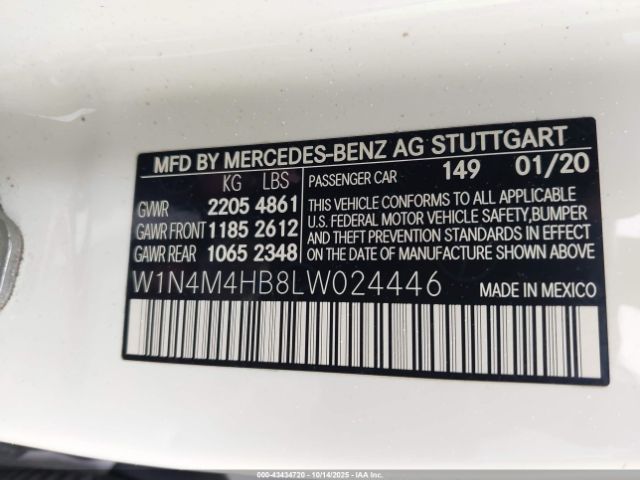 MFD BY MERCEDES-BENZ AG STUTTGART
KG LBS
GVWR 2205 4861
GAWR FRONT 1185 2612
GAWR REAR 1065 2348
PASSENGER CAR 149 01/20
THIS VEHICLE CONFORMS TO ALL APPLICABLE
U.S. FEDERAL MOTOR VEHICLE SAFETY,BUMPER
AND THEFT PREVENTION STANDARDS IN EFFECT
ON DATE OF MANUFACTURE SHOWN ABOVE
W1N4M4HB8LW024446 MADE IN MEXICO
000-43434720 - 10/14/2025 - IAA Inc.